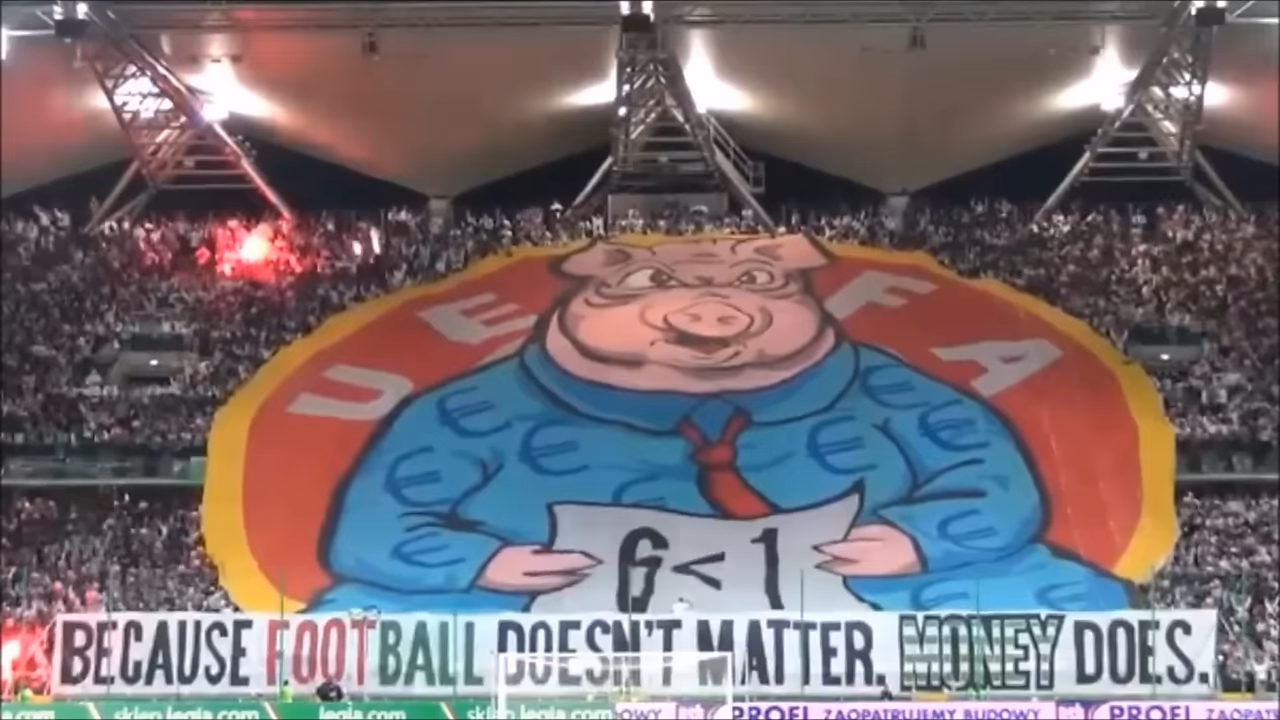 UEFA
€ € € € € € € € € € €
6<1
BECAUSE FOOTBALL DOESN'T MATTER. MONEY DOES.
sklep.legia.com legia.com sklep.legia.com PROFI ZAOPATRUJEMY BUDOWY PROFI